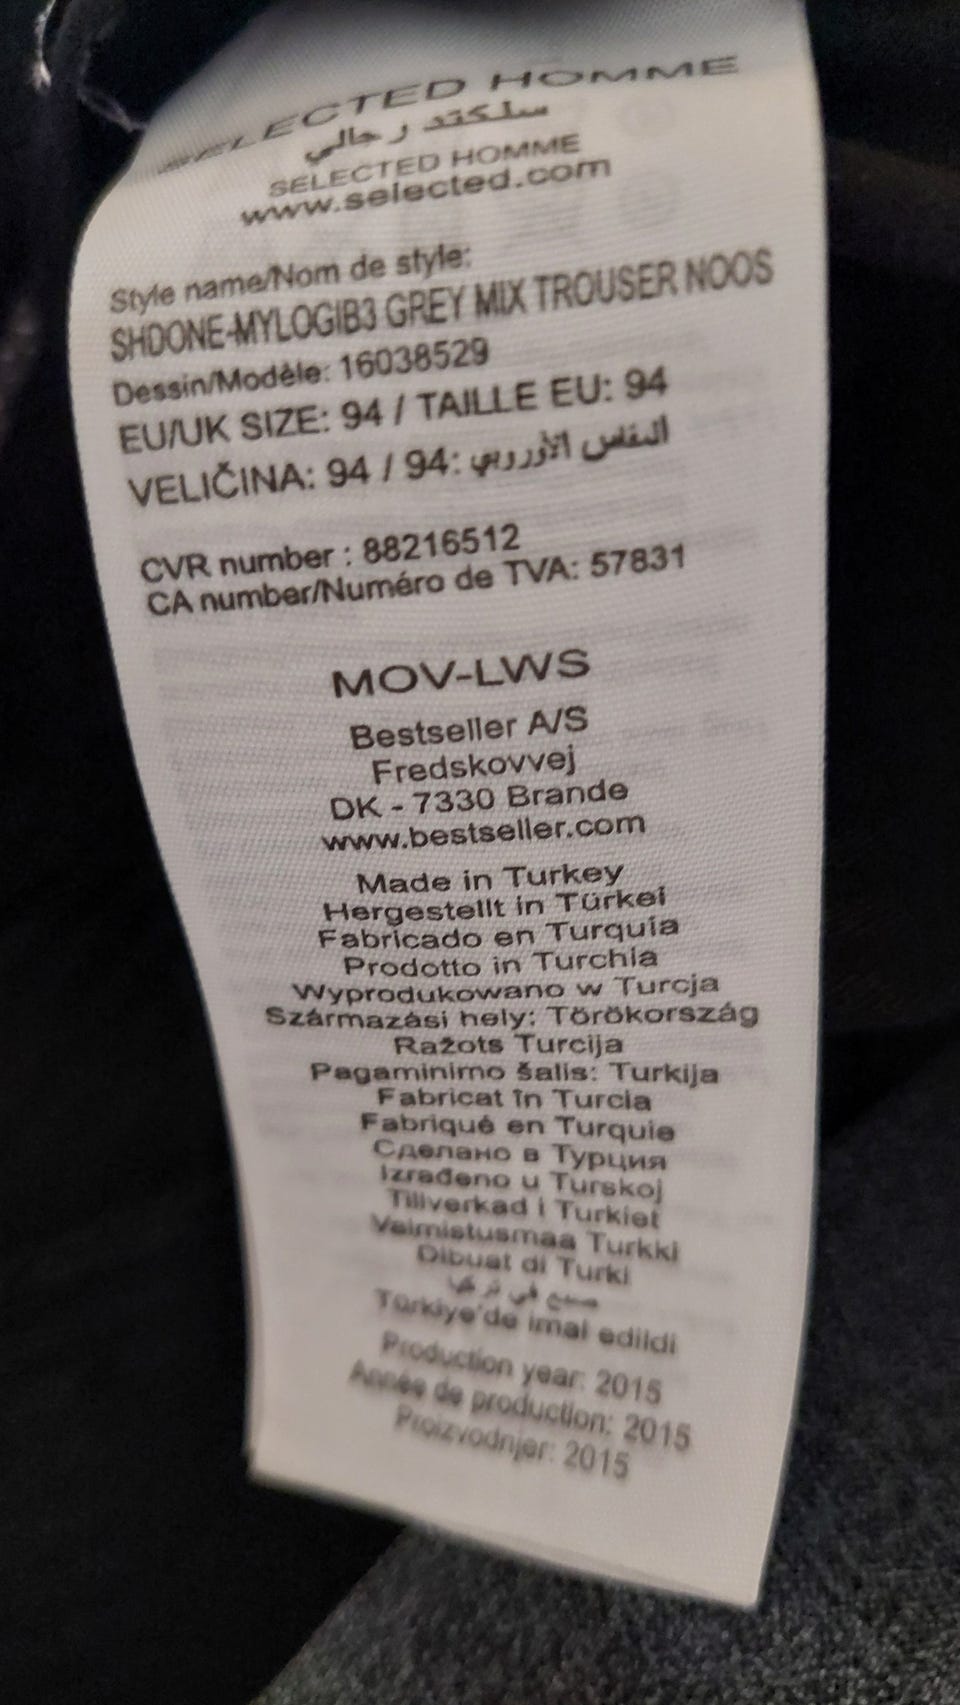 SELECTED HOMME
سلكتد رجالي
SELECTED HOMME
www.selected.com
Style name/Nom de style:
SHDONE-MYLOGIB3 GREY MIX TROUSER NOOS
Dessin/Modèle: 16038529
EU/UK SIZE: 94 / TAILLE EU: 94
VELIČINA: 94 / 94: المقاس الأوروبي
CVR number : 88216512
CA number/Numéro de TVA: 57831
MOV-LWS
Bestseller A/S
Fredskovvej
DK - 7330 Brande
www.bestseller.com
Made in Turkey
Hergestellt in Türkei
Fabricado en Turquía
Prodotto in Turchia
Wyprodukowano w Turcja
Származási hely: Törökország
Ražots Turcija
Pagaminimo šalis: Turkija
Fabricat în Turcia
Fabriqué en Turquie
Сделано в Турция
Izrađeno u Turskoj
Tillverkad i Turkiet
Valmistusmaa Turkki
Dibuat di Turki
صنع في تركيا
Türkiye'de imal edildi
Production year: 2015
Année de production: 2015
Proizvodnjer: 2015